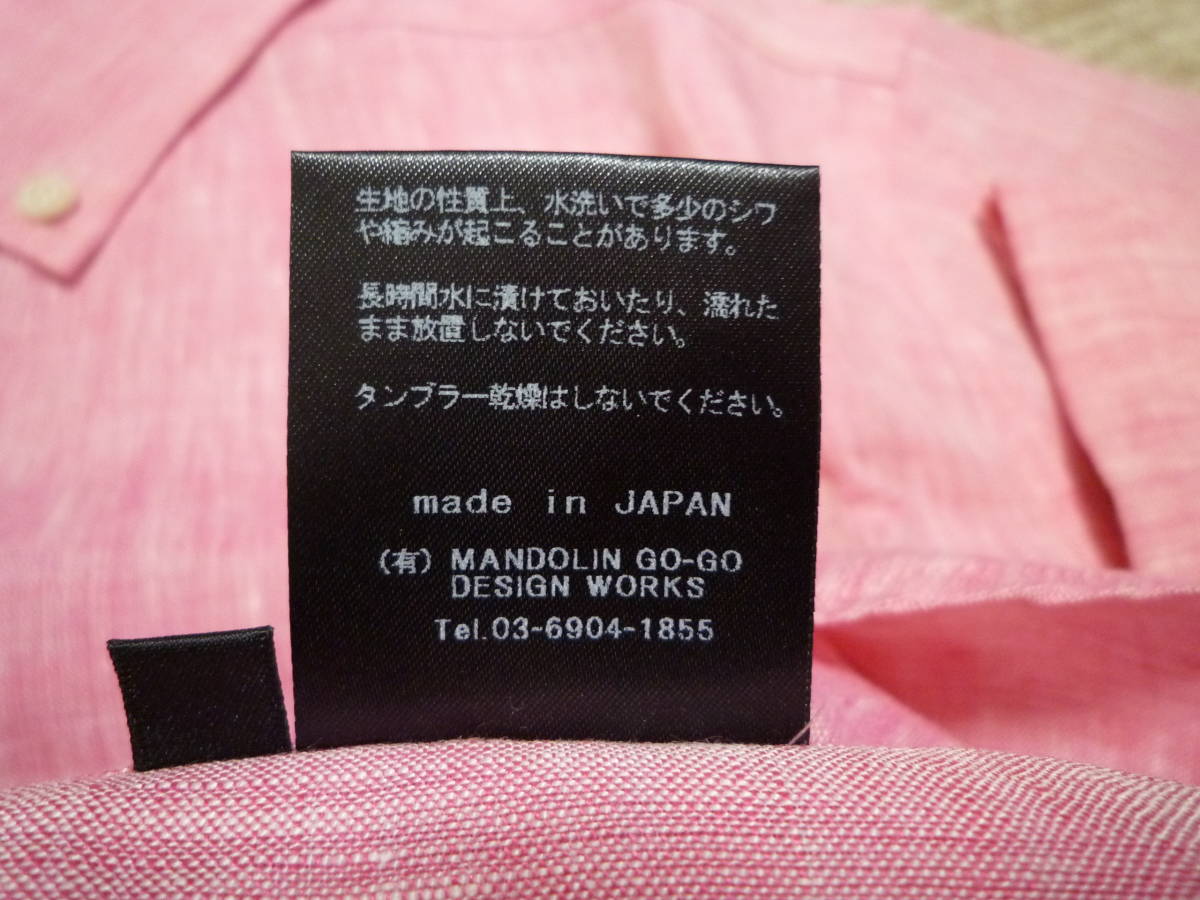 生地の性質上、水洗いで多少のシワ
や縮みが起こることがあります。
長時間水に漬けておいたり、濡れた
まま放置しないでください。
タンブラー乾燥はしないでください。
made in JAPAN
(有) MANDOLIN GO-GO
DESIGN WORKS
Tel.03-6904-1855